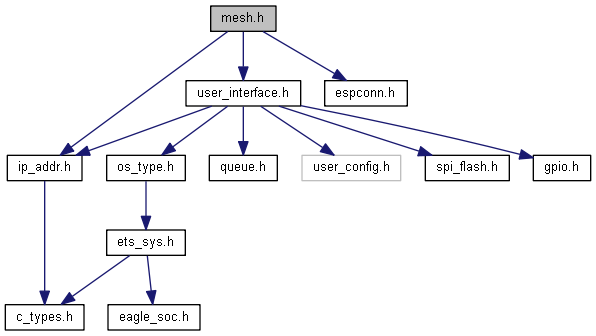 mesh.h
user_interface.h
espconn.h
ip_addr.h
os_type.h
queue.h
user_config.h
spi_flash.h
gpio.h
ets_sys.h
c_types.h
eagle_soc.h